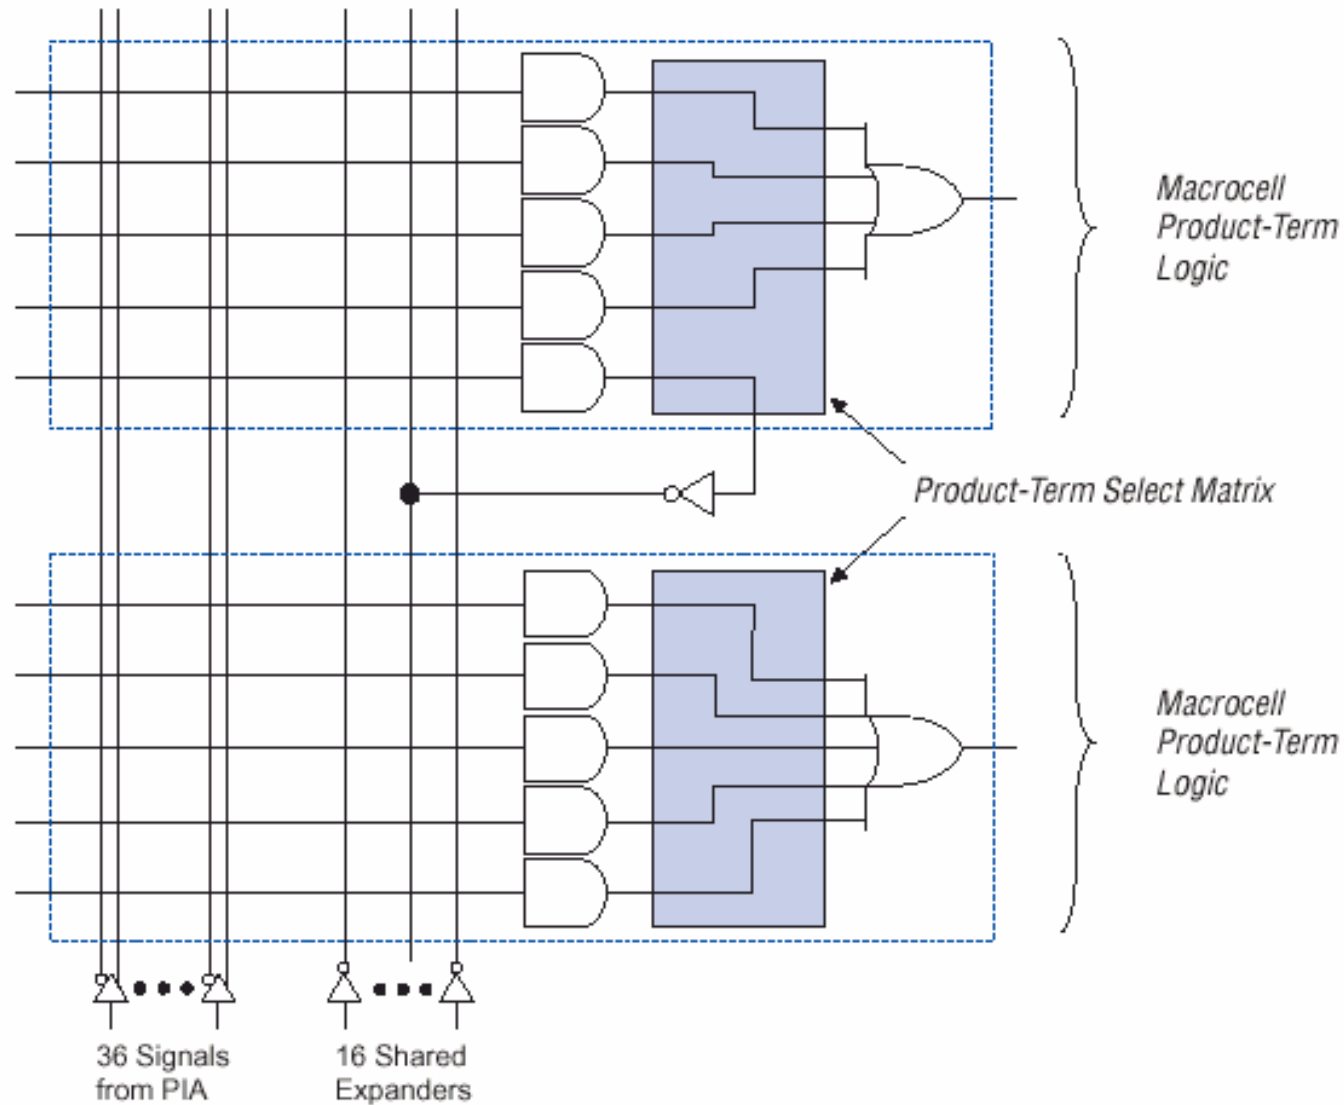 Macrocell
Product-Term
Logic
Product-Term Select Matrix
Macrocell
Product-Term
Logic
36 Signals
from PIA
16 Shared
Expanders